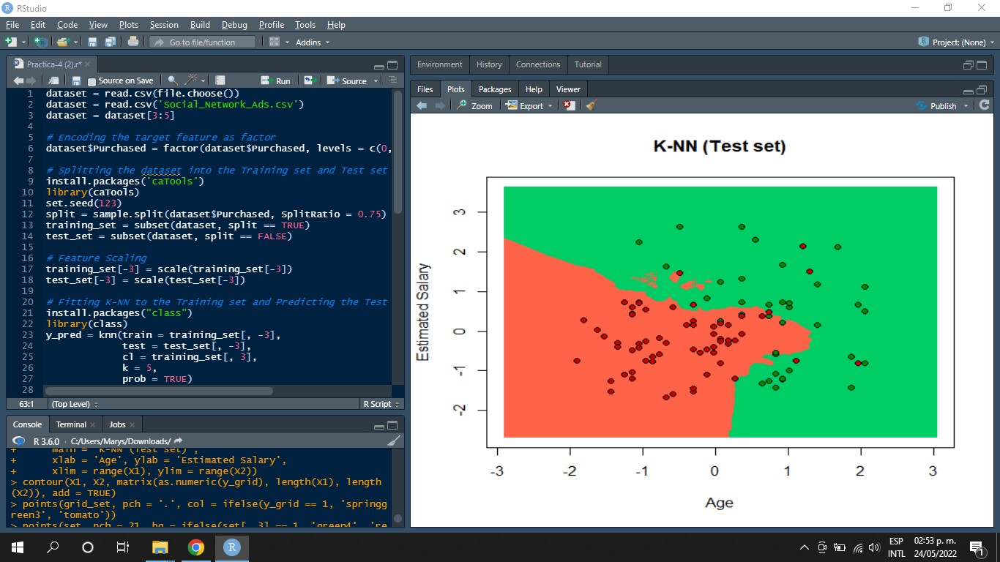 RStudio
File Edit Code View Plots Session Build Debug Profile Tools Help
Go to file/function Addins Project: (None)
Practica-4 (2).r*
Source on Save Run Source
1 dataset = read.csv(file.choose())
2 dataset = read.csv('Social_Network_Ads.csv')
3 dataset = dataset[3:5]
4
5 # Encoding the target feature as factor
6 dataset$Purchased = factor(dataset$Purchased, levels = c(0,
7
8 # Splitting the dataset into the Training set and Test set
9 install.packages('caTools')
10 library(caTools)
11 set.seed(123)
12 split = sample.split(dataset$Purchased, SplitRatio = 0.75)
13 training_set = subset(dataset, split == TRUE)
14 test_set = subset(dataset, split == FALSE)
15
16 # Feature Scaling
17 training_set[-3] = scale(training_set[-3])
18 test_set[-3] = scale(test_set[-3])
19
20 # Fitting K-NN to the Training set and Predicting the Test
21 install.packages("class")
22 library(class)
23 y_pred = knn(train = training_set[, -3],
24 test = test_set[, -3],
25 cl = training_set[, 3],
26 k = 5,
27 prob = TRUE)
28
63:1 (Top Level) R Script
Console Terminal Jobs
R 3.6.0 · C:/Users/Marys/Downloads/
+ main = 'K-NN (Test set)',
+ xlab = 'Age', ylab = 'Estimated Salary',
+ xlim = range(X1), ylim = range(X2))
> contour(X1, X2, matrix(as.numeric(y_grid), length(X1), length
(X2)), add = TRUE)
> points(grid_set, pch = '.', col = ifelse(y_grid == 1, 'springg
reen3', 'tomato'))
> points(set, pch = 21, bg = ifelse(set[, 3] == 1, 'green4', 're
Environment History Connections Tutorial
Files Plots Packages Help Viewer
Zoom Export Publish
K-NN (Test set)
Estimated Salary
3
2
1
0
-1
-2
-3 -2 -1 0 1 2 3
Age
ESP 02:53 p. m.
INTL 24/05/2022 1